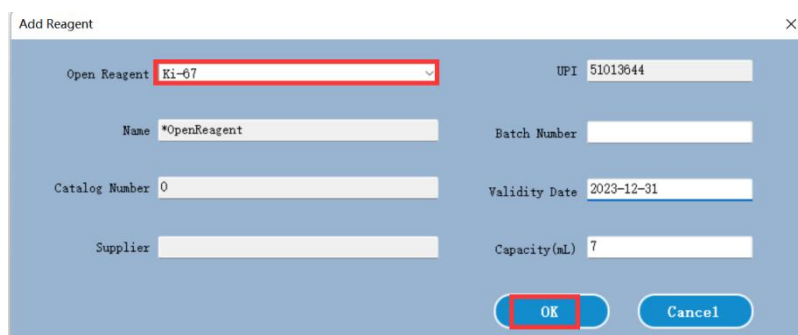 Add Reagent
Open Reagent Ki-67 UPI 51013644
Name *OpenReagent Batch Number
Catalog Number 0 Validity Date 2023-12-31
Supplier Capacity(mL) 7
OK Cancel